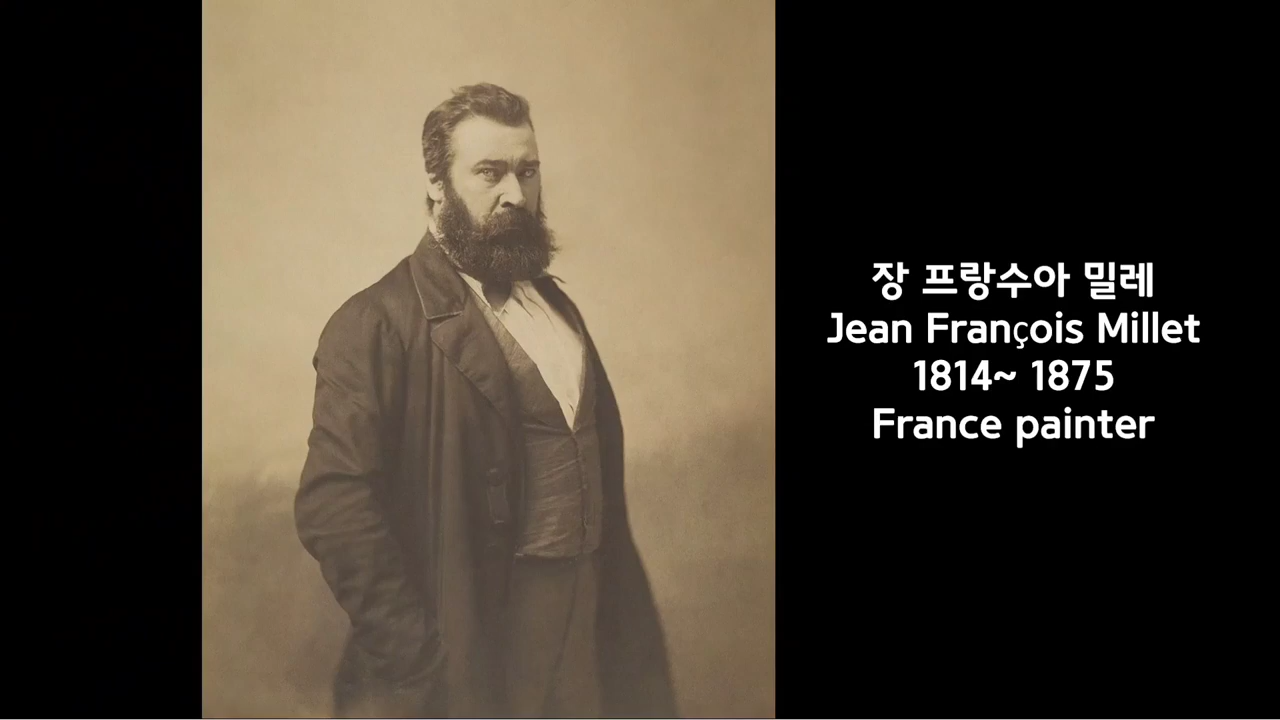 장 프랑수아 밀레
Jean François Millet
1814~ 1875
France painter